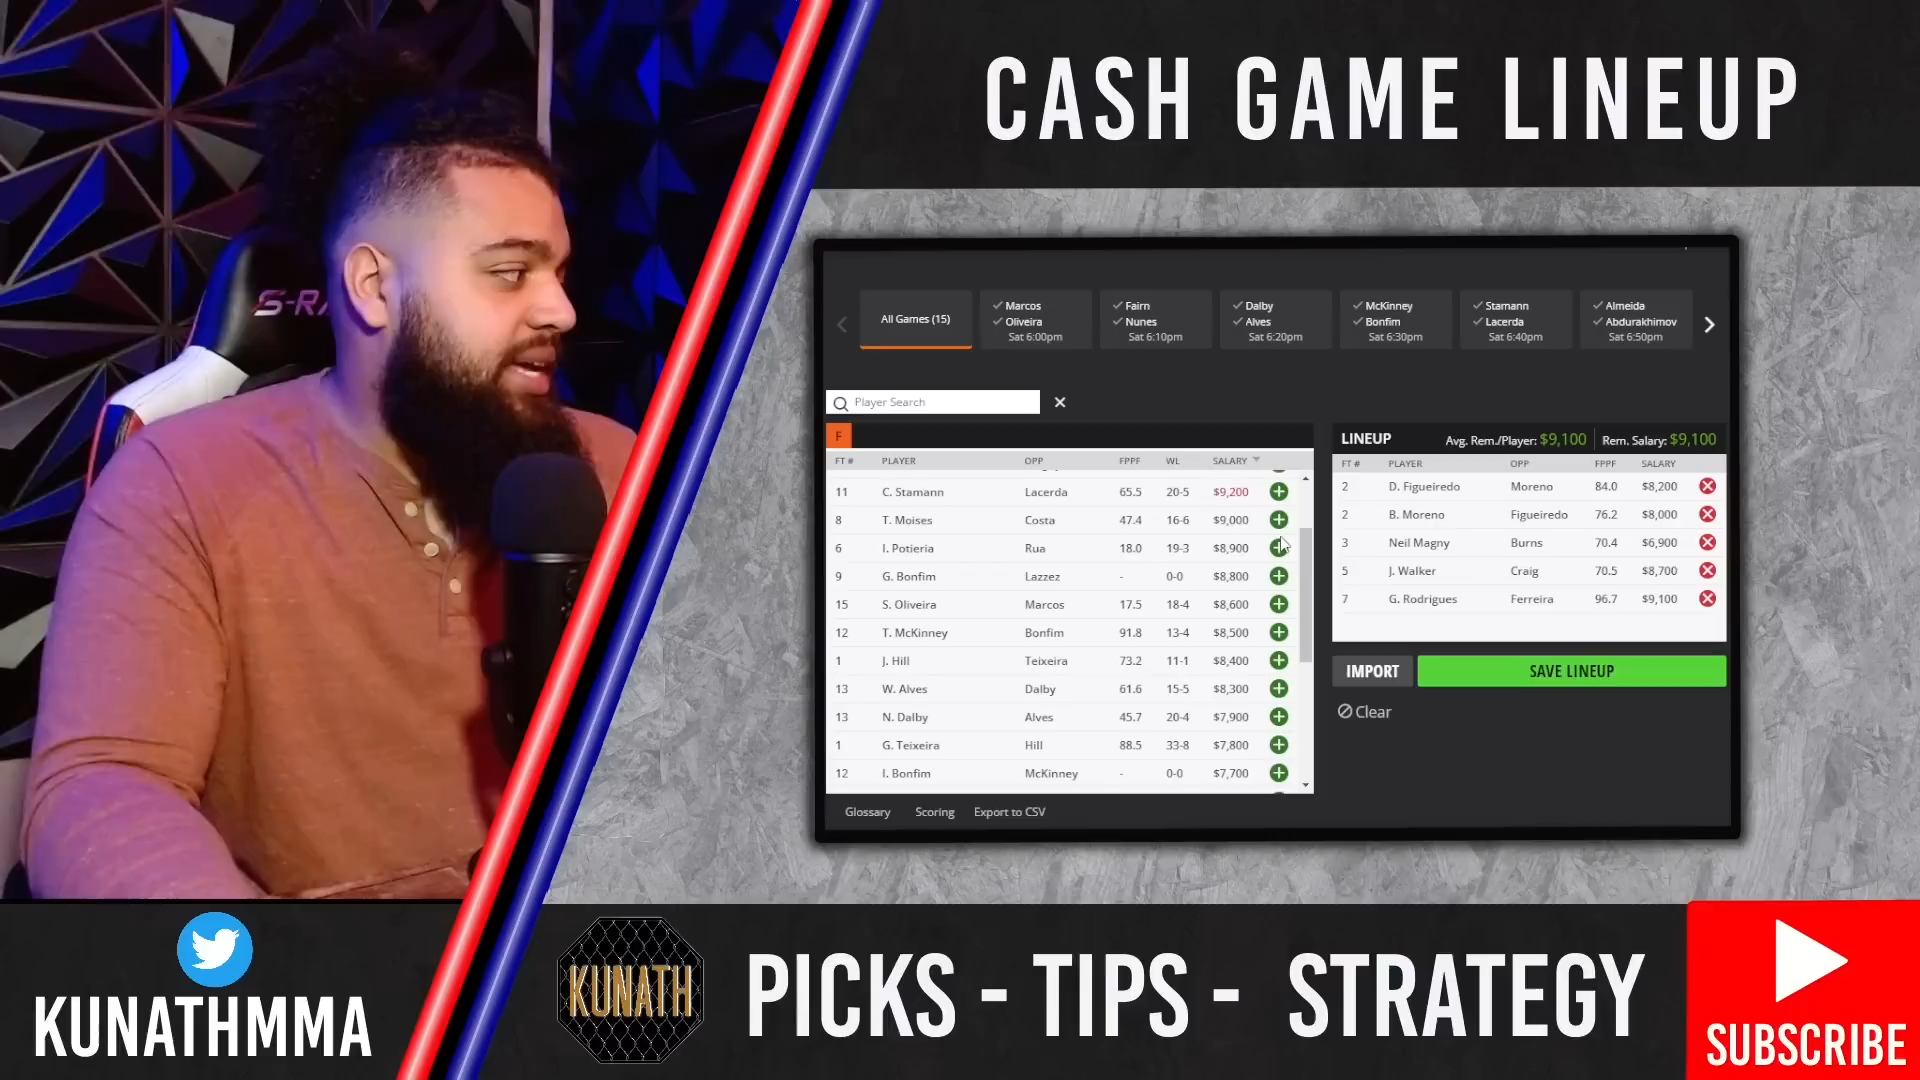 CASH GAME LINEUP
S-RA
All Games (15)
Marcos
Oliveira
Sat 6:00pm
Fairn
Nunes
Sat 6:10pm
Dalby
Alves
Sat 6:20pm
McKinney
Bonfim
Sat 6:30pm
Stamann
Lacerda
Sat 6:40pm
Almeida
Abdurakhimov
Sat 6:50pm
Player Search
F
FT # PLAYER OPP FPPF WL SALARY
11 C. Stamann Lacerda 65.5 20-5 $9,200
8 T. Moises Costa 47.4 16-6 $9,000
6 I. Potieria Rua 18.0 19-3 $8,900
9 G. Bonfim Lazzez - 0-0 $8,800
15 S. Oliveira Marcos 17.5 18-4 $8,600
12 T. McKinney Bonfim 91.8 13-4 $8,500
1 J. Hill Teixeira 73.2 11-1 $8,400
13 W. Alves Dalby 61.6 15-5 $8,300
13 N. Dalby Alves 45.7 20-4 $7,900
1 G. Teixeira Hill 88.5 33-8 $7,800
12 I. Bonfim McKinney - 0-0 $7,700
Glossary Scoring Export to CSV
LINEUP Avg. Rem./Player: $9,100 Rem. Salary: $9,100
FT # PLAYER OPP FPPF SALARY
2 D. Figueiredo Moreno 84.0 $8,200
2 B. Moreno Figueiredo 76.2 $8,000
3 Neil Magny Burns 70.4 $6,900
5 J. Walker Craig 70.5 $8,700
7 G. Rodrigues Ferreira 96.7 $9,100
IMPORT SAVE LINEUP
Clear
KUNATHMMA
KUNATH
PICKS - TIPS - STRATEGY
SUBSCRIBE